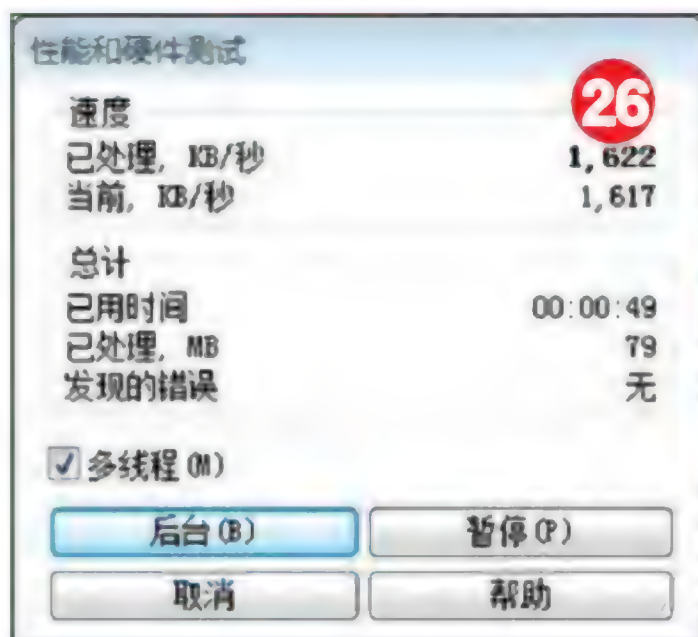 性能和硬件测试
26
速度
已处理, KB/秒 1,622
当前, KB/秒 1,617
总计
已用时间 00:00:49
已处理, MB 79
发现的错误 无
多线程(M)
后台(B) 暂停(P)
取消 帮助